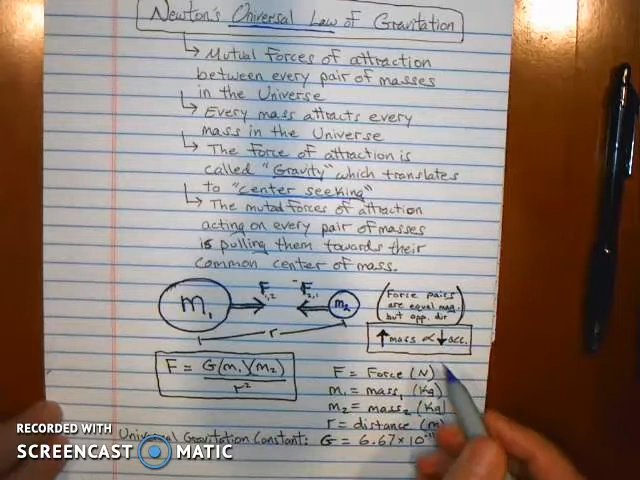 Newton's Universal Law of Gravitation
↳ Mutual forces of attraction
between every pair of masses
in the Universe
↳ Every mass attracts every
mass in the Universe
↳ The force of attraction is
called "Gravity" which translates
to "center seeking"
↳ The mutual forces of attraction
acting on every pair of masses
is pulling them towards their
common center of mass.
F1,2 -F2,1
m1 m2
(Force pairs
are equal mag.
but opp. dir)
r
↑mass ∝ ↓acc.
F = G(m1)(m2)
r²
F = Force (N)
m1 = mass1 (Kg)
m2 = mass2 (Kg)
r = distance (m)
Universal Gravitation Constant: G = 6.67×10
RECORDED WITH
SCREENCAST MATIC